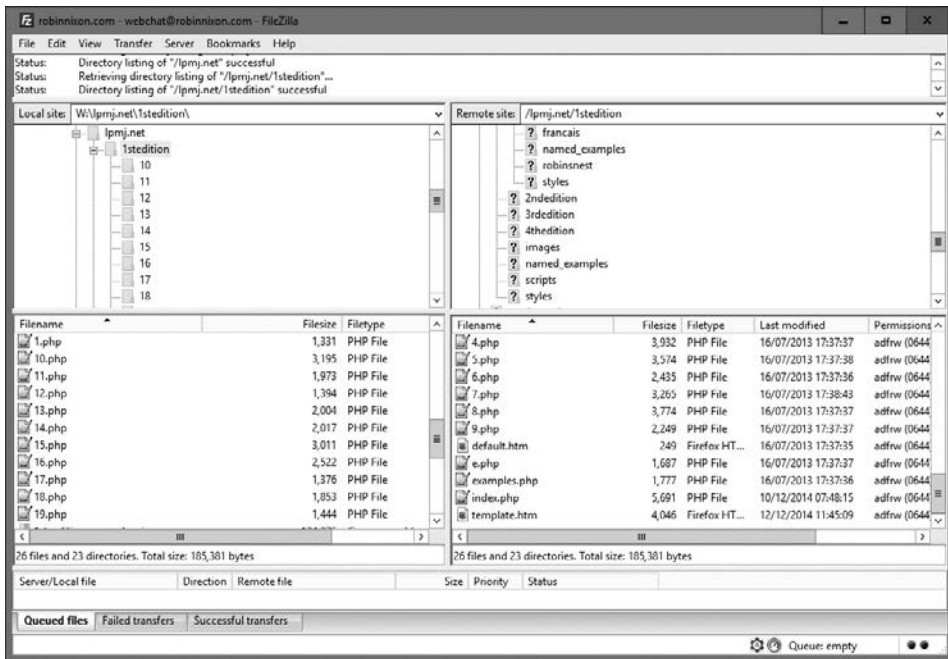 robinnixon.com - webchat@robinnixon.com - FileZilla
File Edit View Transfer Server Bookmarks Help
Status: Directory listing of "/lpmj.net" successful
Status: Retrieving directory listing of "/lpmj.net/1stedition"...
Status: Directory listing of "/lpmj.net/1stedition" successful
Local site: W:\lpmj.net\1stedition\
lpmj.net
1stedition
10
11
12
13
14
15
16
17
18
Remote site: /lpmj.net/1stedition
francais
named_examples
robinsnest
styles
2ndedition
3rdedition
4thedition
images
named_examples
scripts
styles
Filename Filesize Filetype
1.php 1,331 PHP File
10.php 3,195 PHP File
11.php 1,973 PHP File
12.php 1,394 PHP File
13.php 2,004 PHP File
14.php 2,017 PHP File
15.php 3,011 PHP File
16.php 2,522 PHP File
17.php 1,376 PHP File
18.php 1,853 PHP File
19.php 1,444 PHP File
26 files and 23 directories. Total size: 185,381 bytes
Filename Filesize Filetype Last modified Permissions
4.php 3,932 PHP File 16/07/2013 17:37:37 adfrw (0644
5.php 3,574 PHP File 16/07/2013 17:37:38 adfrw (0644
6.php 2,435 PHP File 16/07/2013 17:37:36 adfrw (0644
7.php 3,265 PHP File 16/07/2013 17:38:43 adfrw (0644
8.php 3,774 PHP File 16/07/2013 17:37:37 adfrw (0644
9.php 2,249 PHP File 16/07/2013 17:37:37 adfrw (0644
default.htm 249 Firefox HT... 16/07/2013 17:37:35 adfrw (0644
e.php 1,687 PHP File 16/07/2013 17:37:37 adfrw (0644
examples.php 1,777 PHP File 16/07/2013 17:37:36 adfrw (0644
index.php 5,691 PHP File 10/12/2014 07:48:15 adfrw (0644
template.htm 4,046 Firefox HT... 12/12/2014 11:45:09 adfrw (0644
26 files and 23 directories. Total size: 185,381 bytes
Server/Local file Direction Remote file Size Priority Status
Queued files Failed transfers Successful transfers
Queue: empty